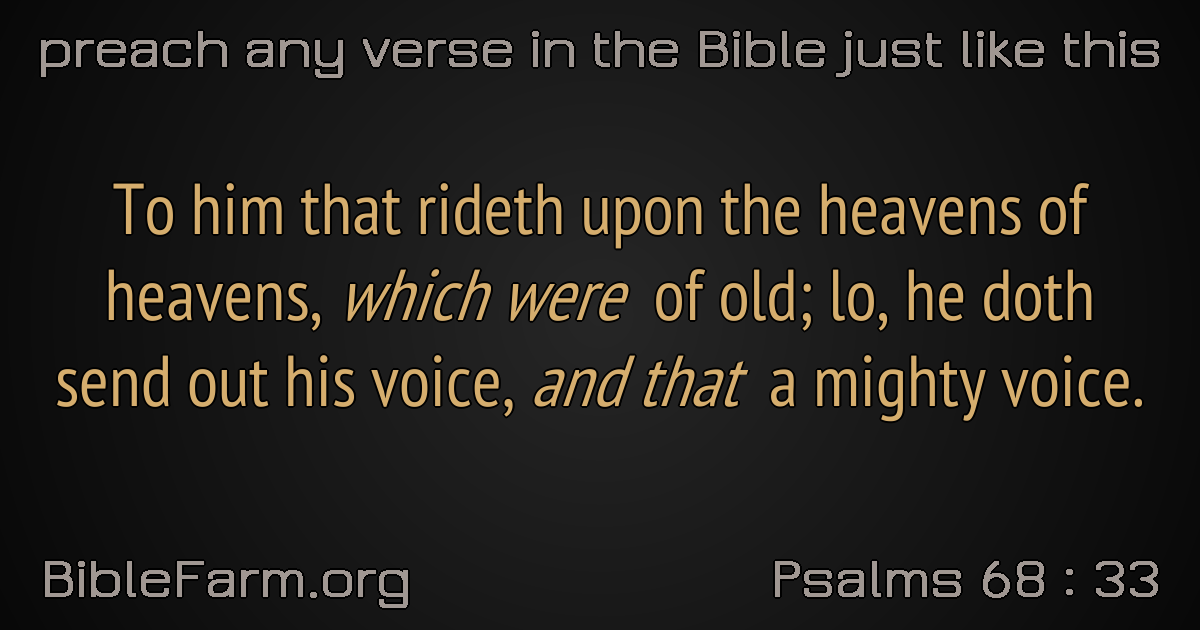 preach any verse in the Bible just like this
To him that rideth upon the heavens of
heavens, which were of old; lo, he doth
send out his voice, and that a mighty voice.
BibleFarm.org
Psalms 68 : 33